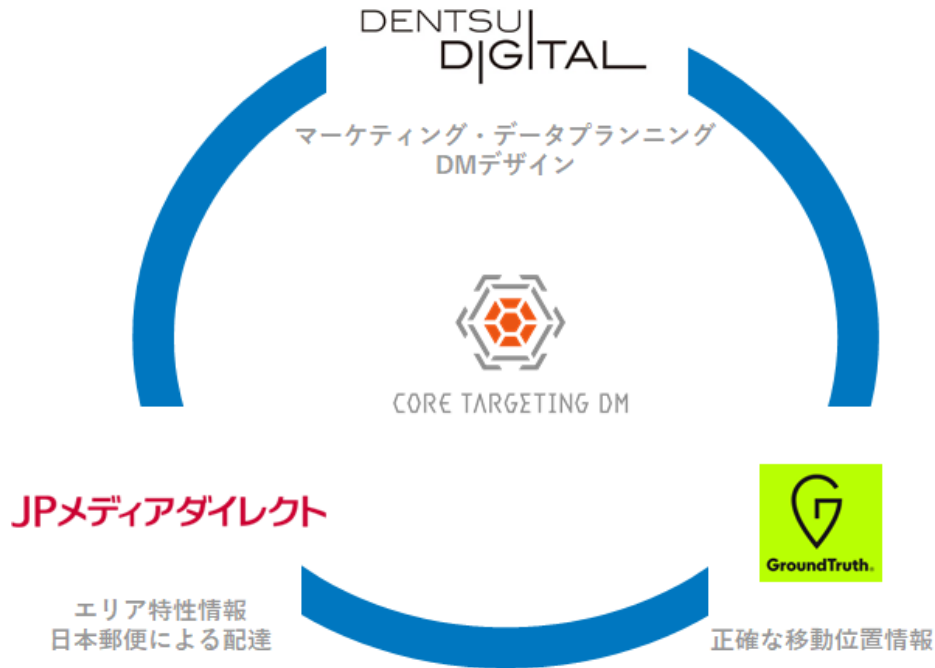 DENTSU
DIGITAL
マーケティング・データプランニング
DMデザイン
CORE TARGETING DM
JPメディアダイレクト
エリア特性情報
日本郵便による配達
GroundTruth®
正確な移動位置情報